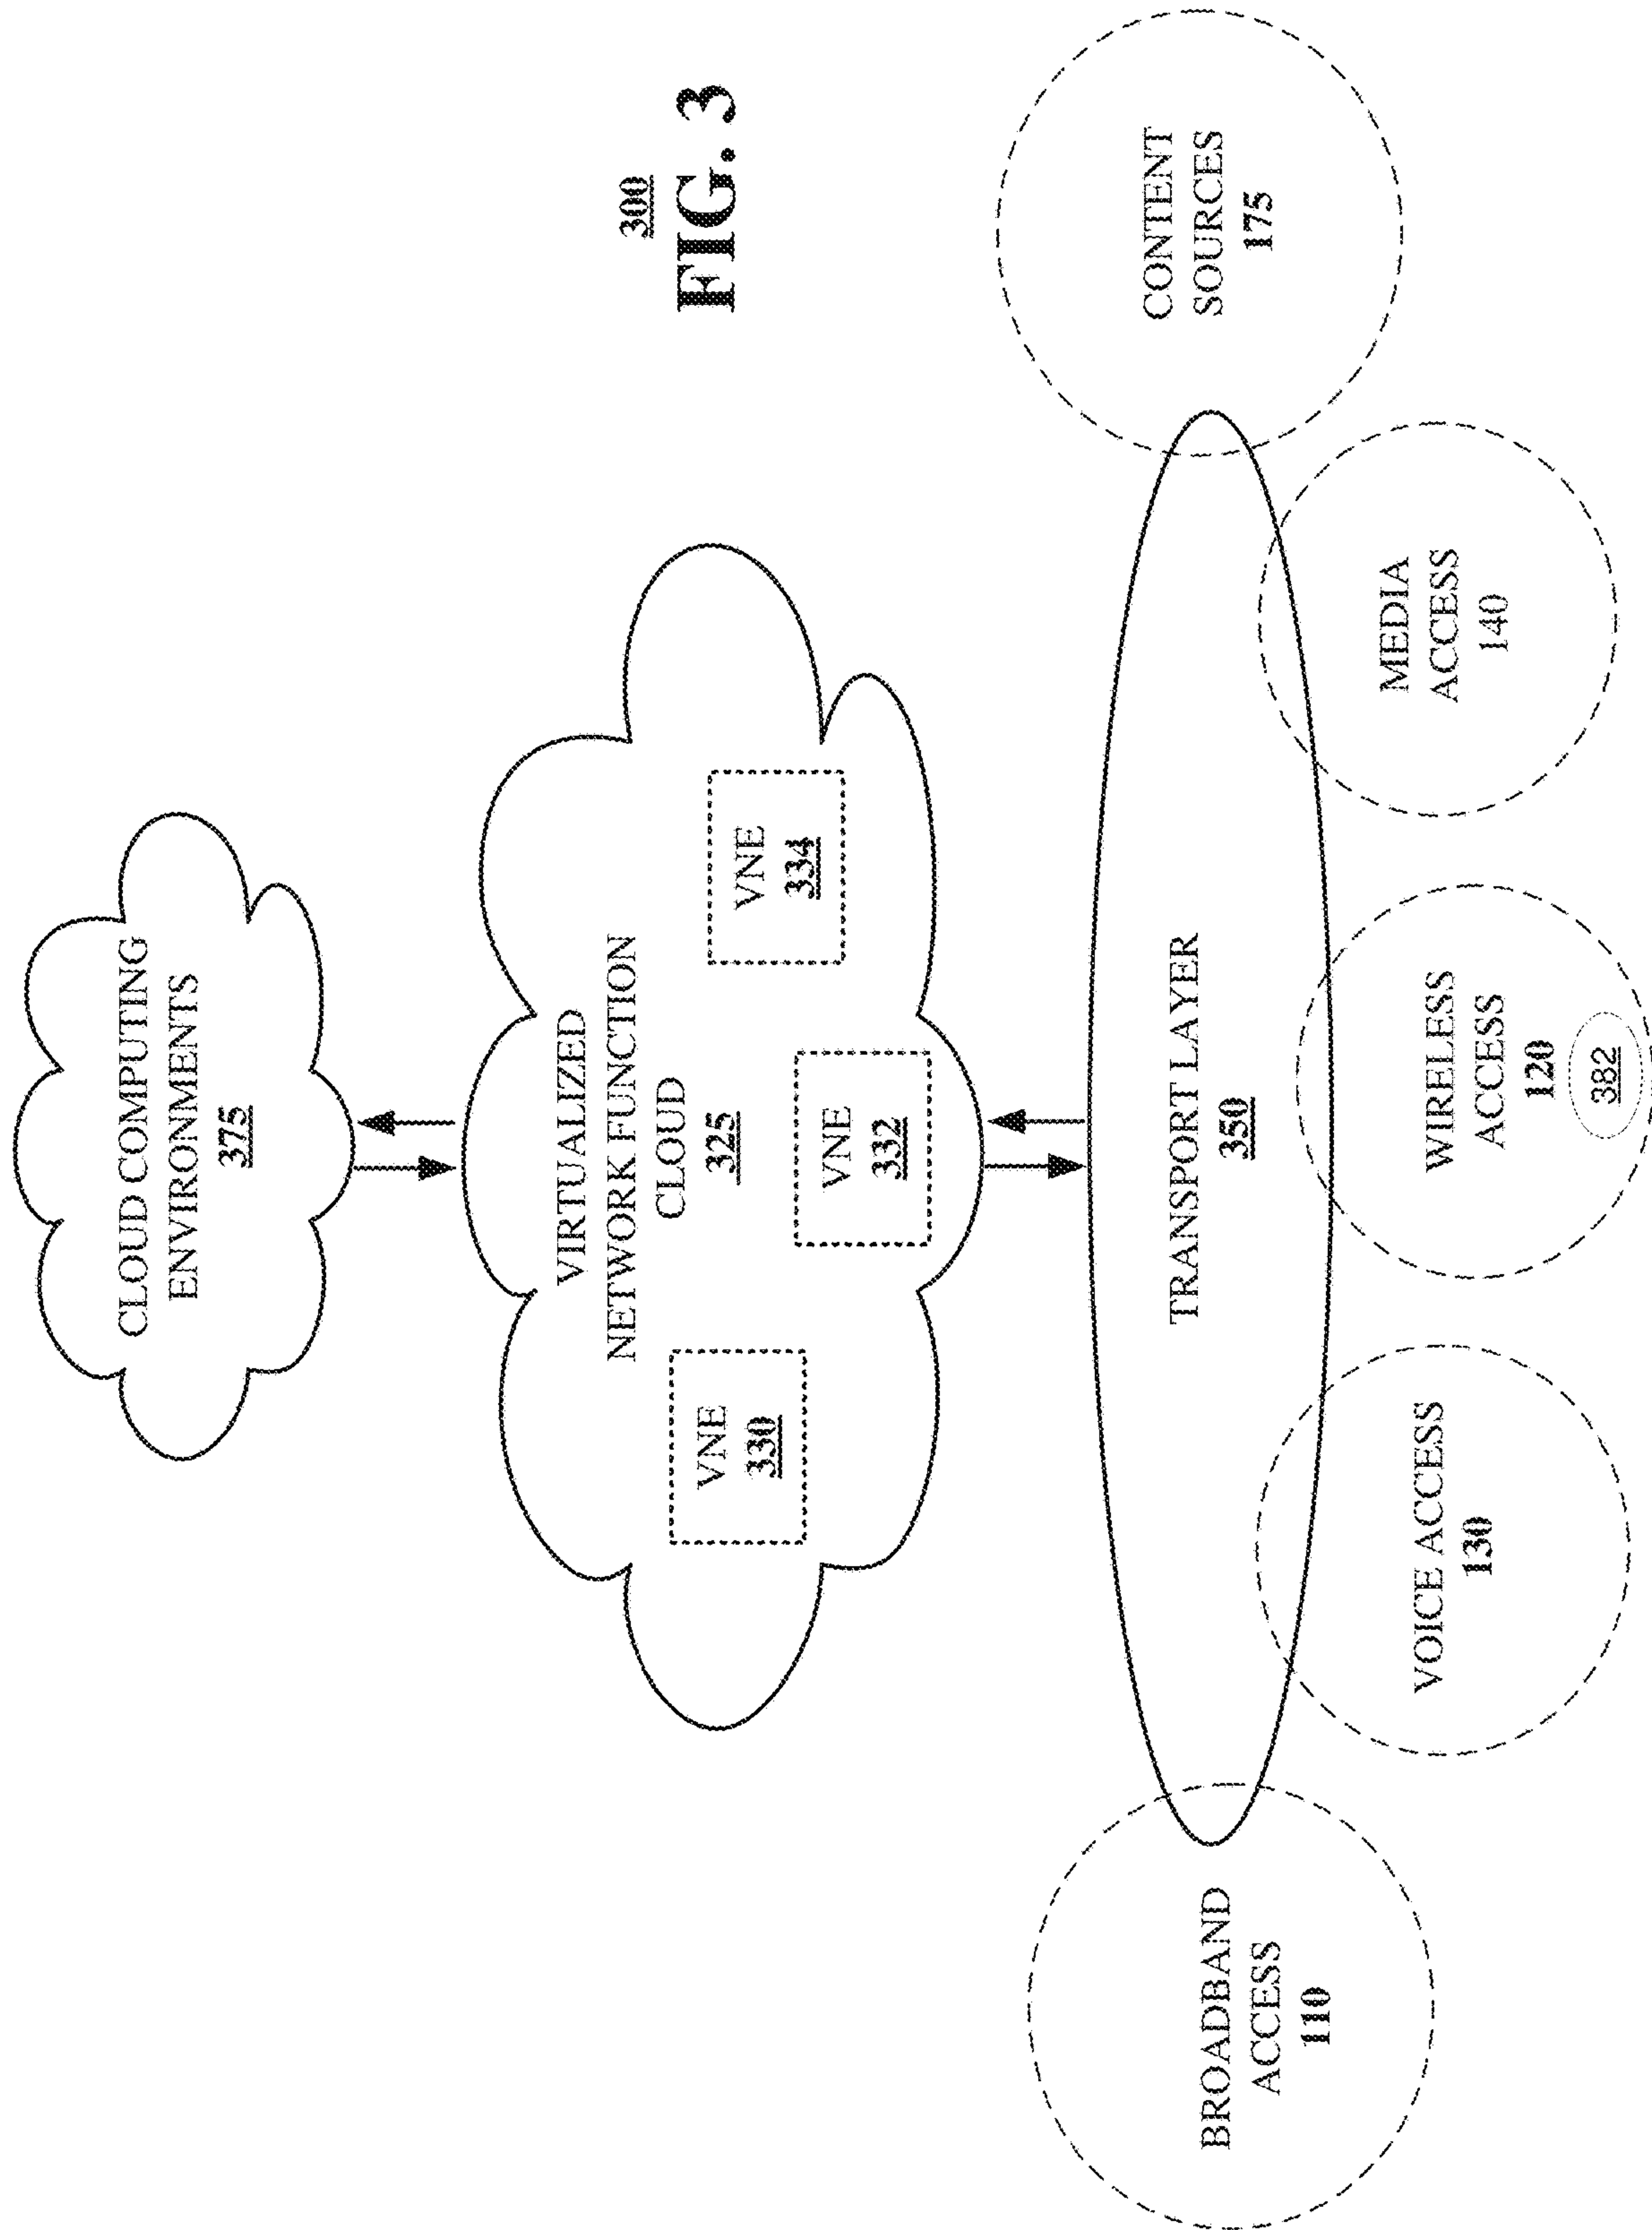 CLOUD COMPUTING
ENVIRONMENTS
375
VIRTUALIZED
NETWORK FUNCTION
CLOUD
325
VNE
330
VNE
332
VNE
334
TRANSPORT LAYER
350
BROADBAND
ACCESS
110
VOICE ACCESS
130
WIRELESS
ACCESS
120
382
MEDIA
ACCESS
140
CONTENT
SOURCES
175
300
FIG. 3